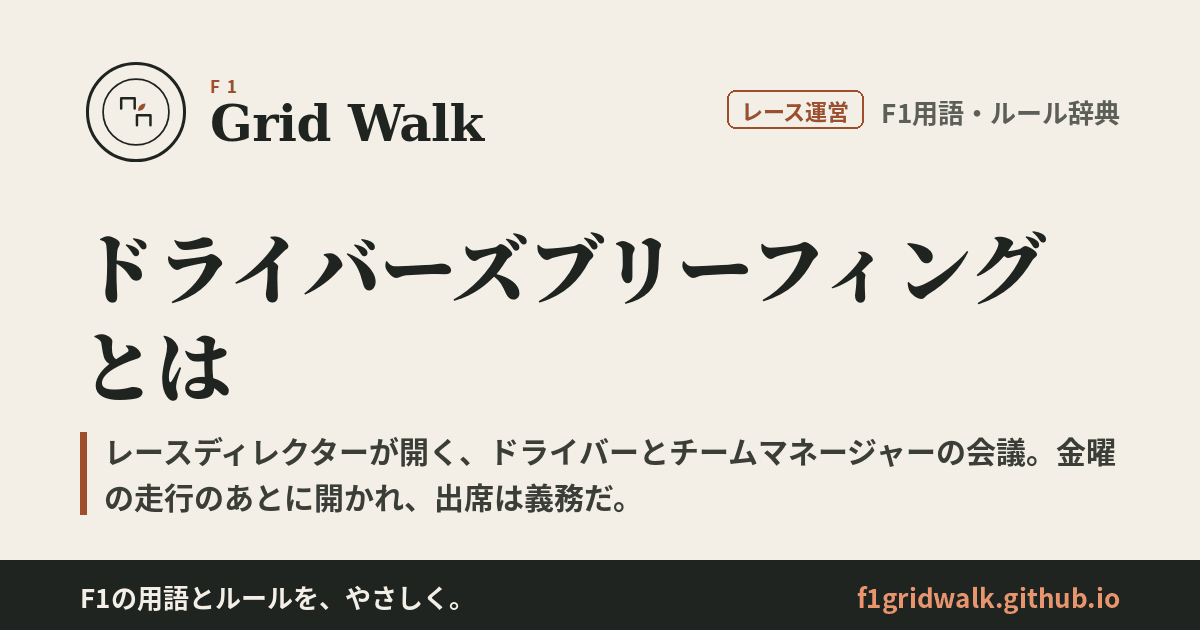 F1
Grid Walk
レース運営
F1用語・ルール辞典
ドライバーズブリーフィング
とは
レースディレクターが開く、ドライバーとチームマネージャーの会議。金曜
の走行のあとに開かれ、出席は義務だ。
F1の用語とルールを、やさしく。
f1gridwalk.github.io